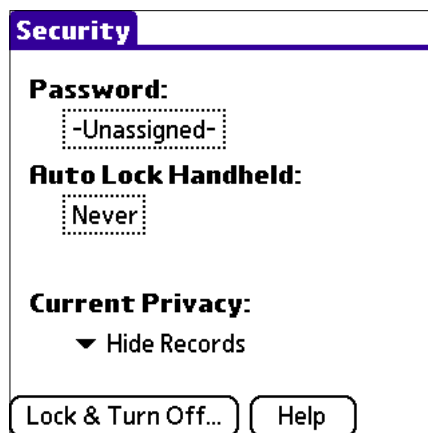 Security
Password:
-Unassigned-
Auto Lock Handheld:
Never
Current Privacy:
Hide Records
Lock & Turn Off... Help